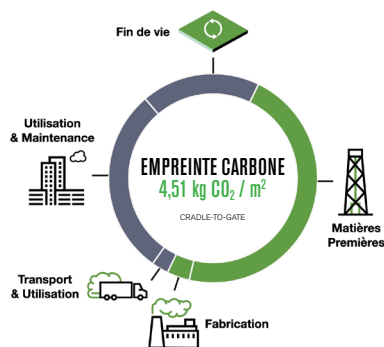 Fin de vie
Utilisation
& Maintenance
EMPREINTE CARBONE
4,51 kg CO₂ / m²
CRADLE-TO-GATE
Matières
Premières
Transport
& Utilisation
Fabrication